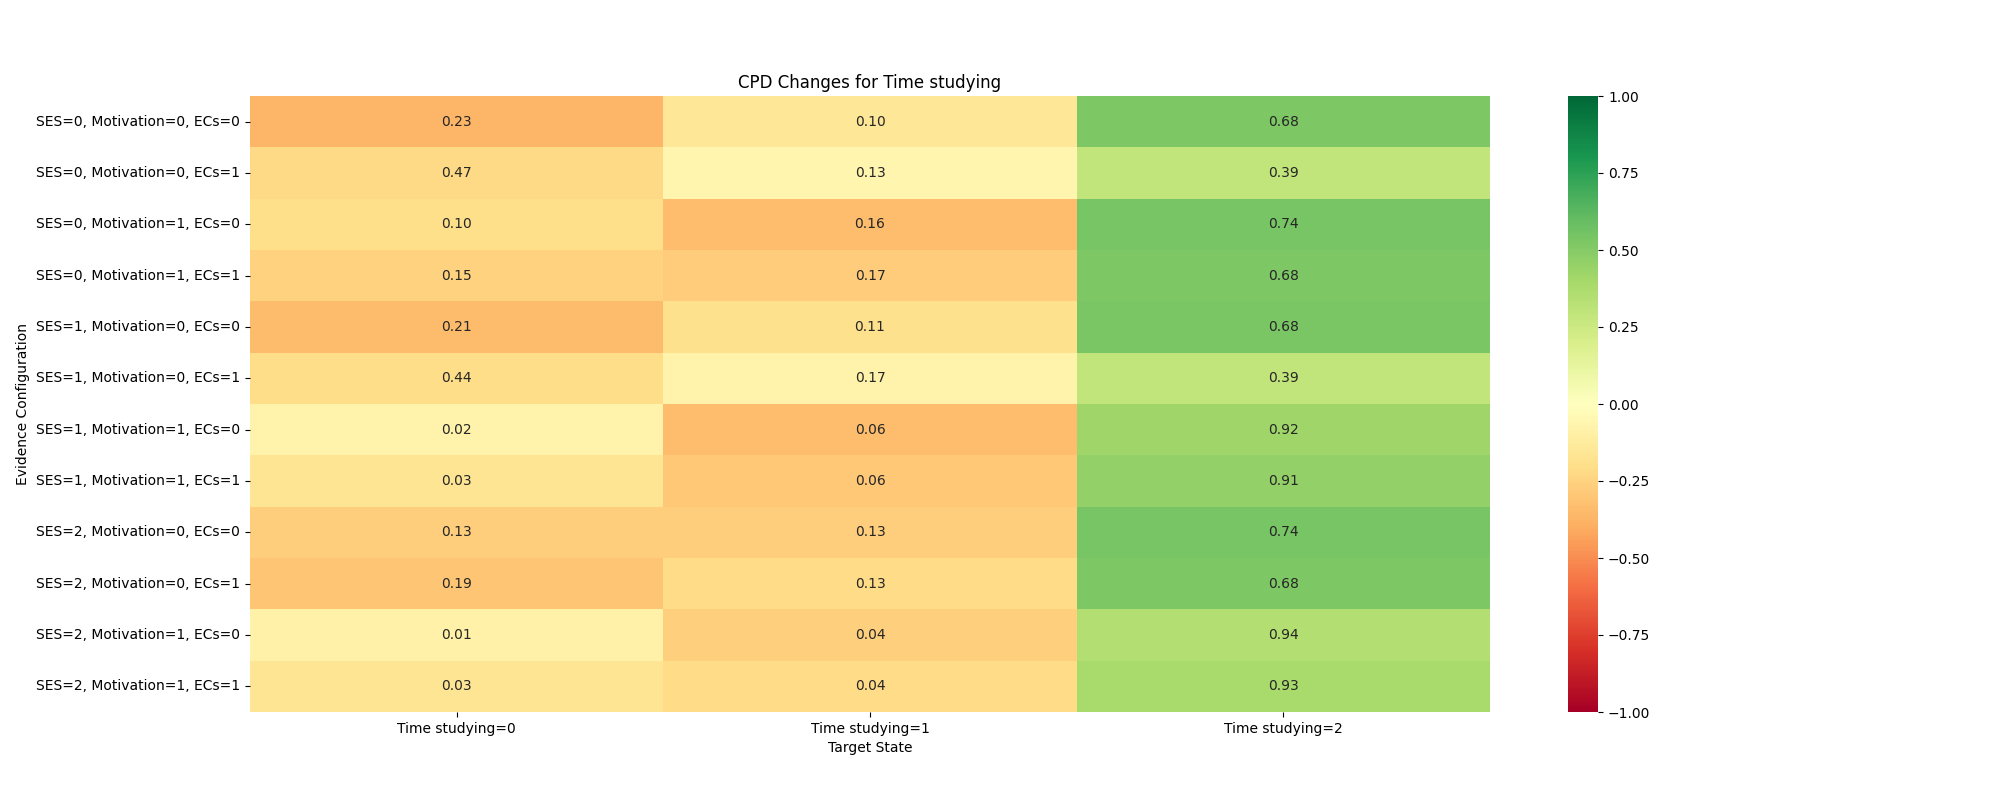 CPD Changes for Time studying
Evidence Configuration
SES=0, Motivation=0, ECs=0 0.23 0.10 0.68
SES=0, Motivation=0, ECs=1 0.47 0.13 0.39
SES=0, Motivation=1, ECs=0 0.10 0.16 0.74
SES=0, Motivation=1, ECs=1 0.15 0.17 0.68
SES=1, Motivation=0, ECs=0 0.21 0.11 0.68
SES=1, Motivation=0, ECs=1 0.44 0.17 0.39
SES=1, Motivation=1, ECs=0 0.02 0.06 0.92
SES=1, Motivation=1, ECs=1 0.03 0.06 0.91
SES=2, Motivation=0, ECs=0 0.13 0.13 0.74
SES=2, Motivation=0, ECs=1 0.19 0.13 0.68
SES=2, Motivation=1, ECs=0 0.01 0.04 0.94
SES=2, Motivation=1, ECs=1 0.03 0.04 0.93
Time studying=0 Time studying=1 Time studying=2
Target State
1.00
0.75
0.50
0.25
0.00
−0.25
−0.50
−0.75
−1.00